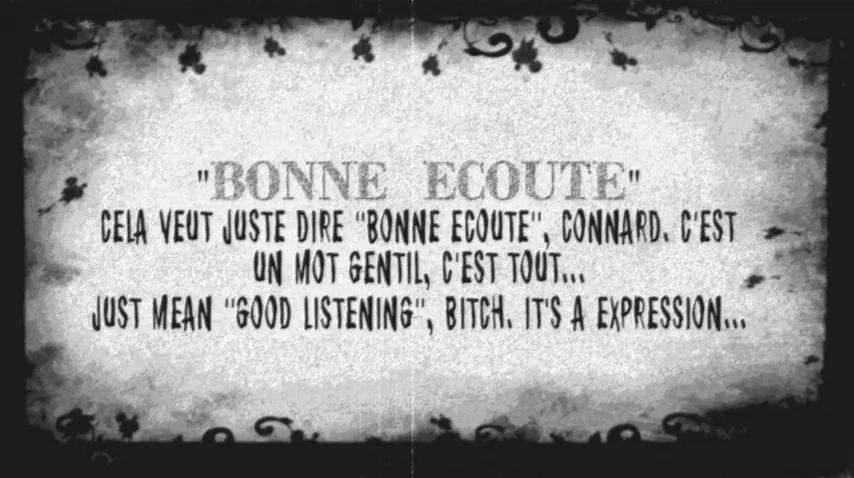 "BONNE ECOUTE"
CELA VEUT JUSTE DIRE "BONNE ECOUTE", CONNARD. C'EST
UN MOT GENTIL, C'EST TOUT...
JUST MEAN "GOOD LISTENING", BITCH. IT'S A EXPRESSION...